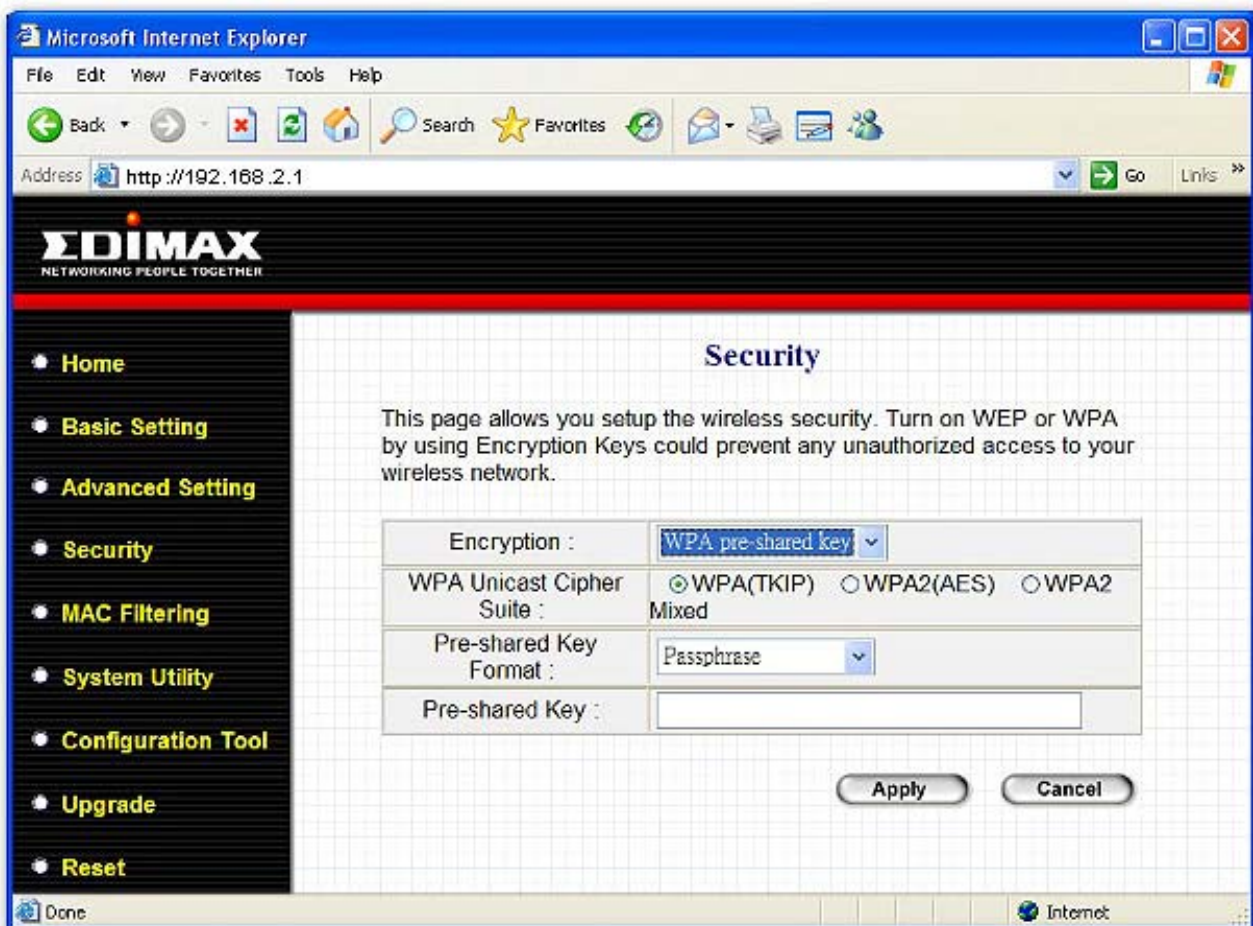 Microsoft Internet Explorer
File Edit View Favorites Tools Help
Back Search Favorites
Address http://192.168.2.1 Go Links »
EDIMAX
NETWORKING PEOPLE TOGETHER
Home
Basic Setting
Advanced Setting
Security
MAC Filtering
System Utility
Configuration Tool
Upgrade
Reset
Security
This page allows you setup the wireless security. Turn on WEP or WPA
by using Encryption Keys could prevent any unauthorized access to your
wireless network.
Encryption : WPA pre-shared key
WPA Unicast Cipher
Suite :
WPA(TKIP) WPA2(AES) WPA2
Mixed
Pre-shared Key
Format :
Passphrase
Pre-shared Key :
Apply Cancel
Done Internet